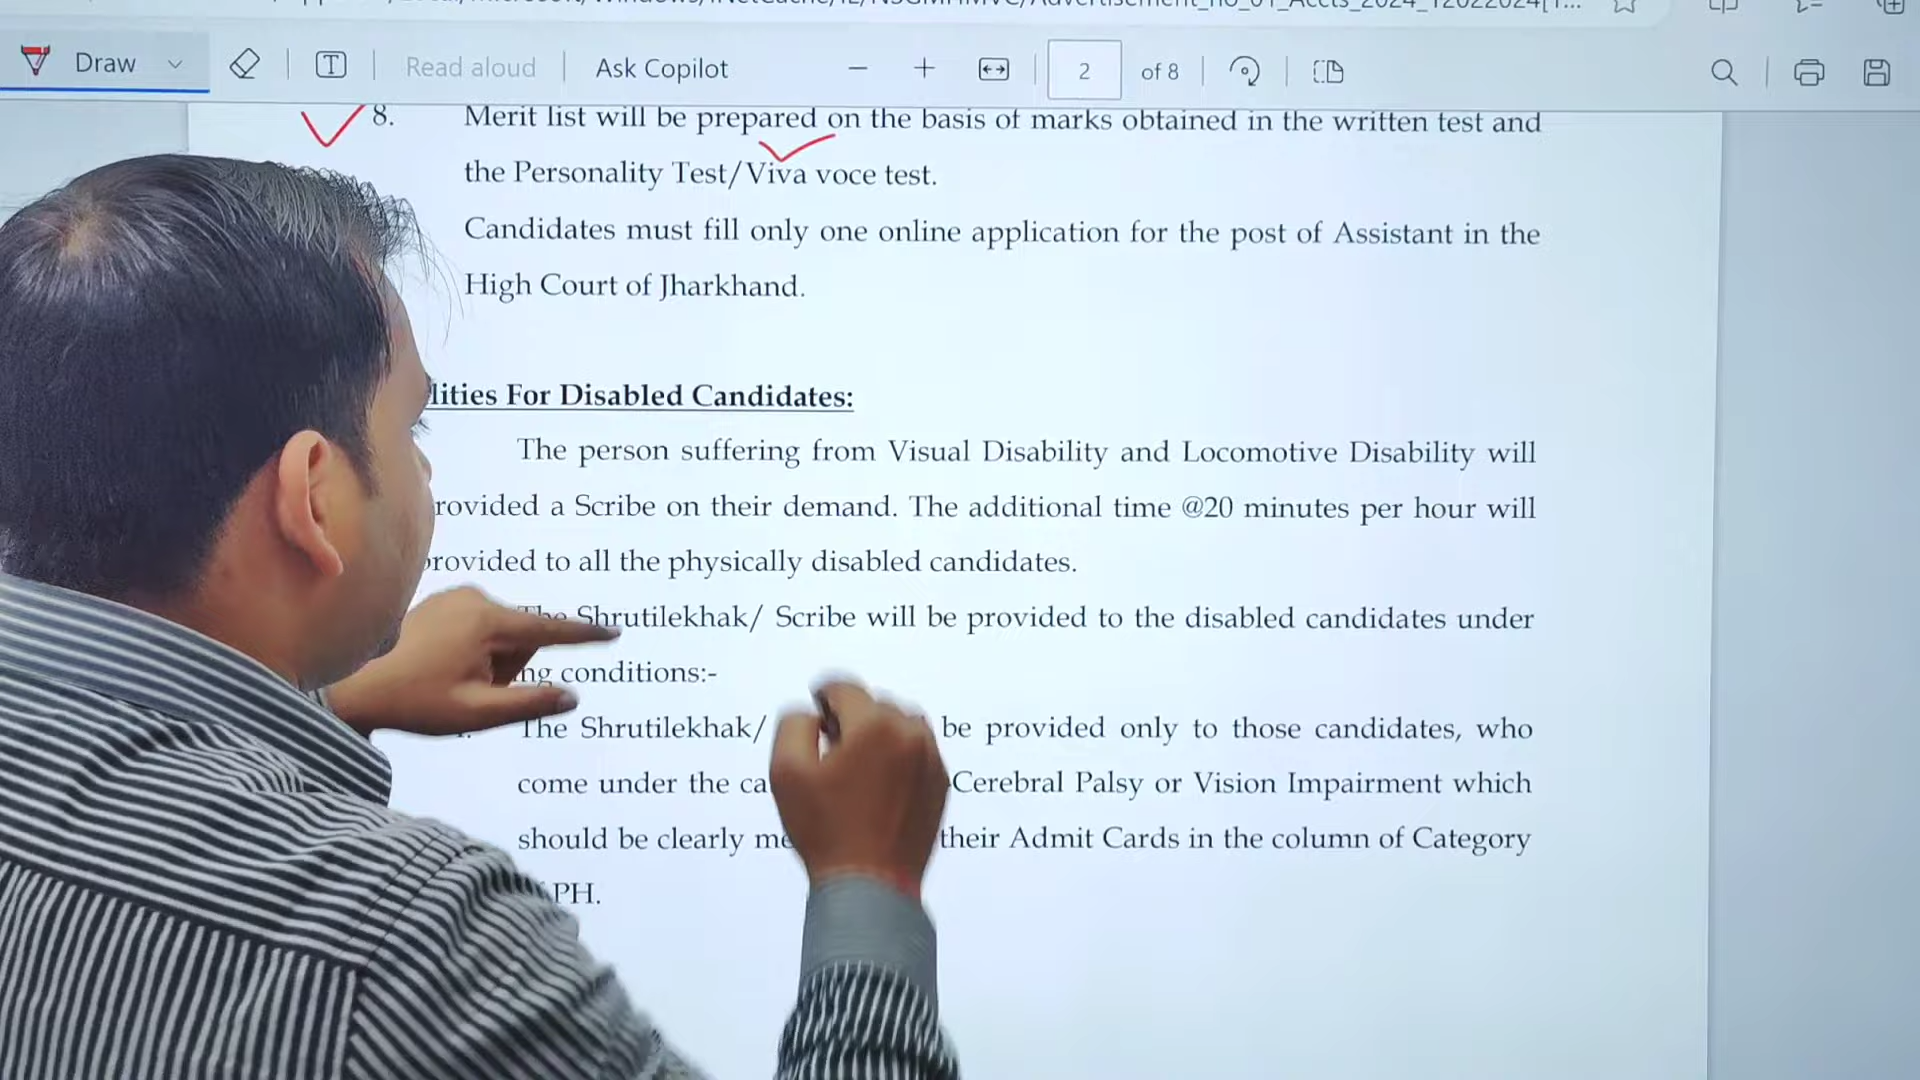 Draw
T
Read aloud
Ask Copilot
2
of 8
8. Merit list will be prepared on the basis of marks obtained in the written test and
the Personality Test/Viva voce test.
Candidates must fill only one online application for the post of Assistant in the
High Court of Jharkhand.
lities For Disabled Candidates:
The person suffering from Visual Disability and Locomotive Disability will
rovided a Scribe on their demand. The additional time @20 minutes per hour will
rovided to all the physically disabled candidates.
The Shrutilekhak/ Scribe will be provided to the disabled candidates under
ng conditions:-
The Shrutilekhak/ be provided only to those candidates, who
come under the ca Cerebral Palsy or Vision Impairment which
should be clearly me their Admit Cards in the column of Category
PH.